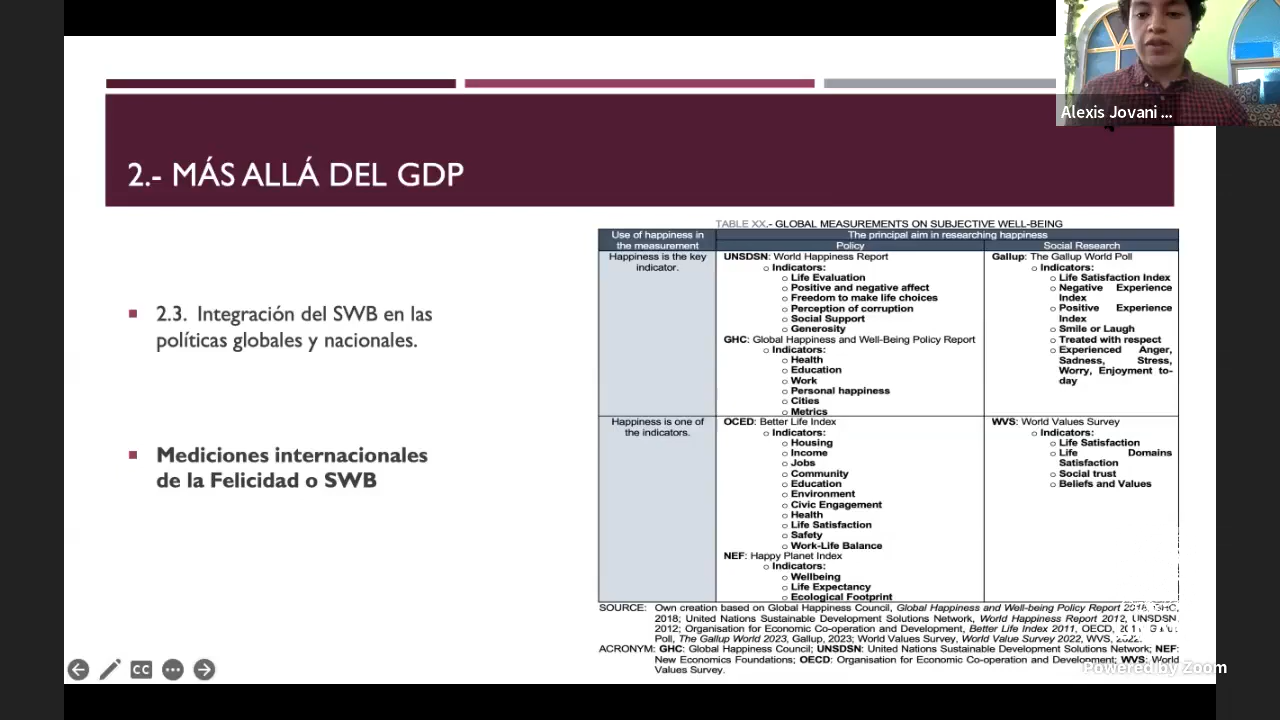 Alexis Jovani ...
2.- MÁS ALLÁ DEL GDP
2.3. Integración del SWB en las
políticas globales y nacionales.
Mediciones internacionales
de la Felicidad o SWB
TABLE XX.- GLOBAL MEASUREMENTS ON SUBJECTIVE WELL-BEING
Use of happiness in
the measurement
The principal aim in researching happiness
Policy
Social Research
Happiness is the key
indicator.
UNSDSN: World Happiness Report
o Indicators:
o Life Evaluation
o Positive and negative affect
o Freedom to make life choices
o Perception of corruption
o Social Support
o Generosity
GHC: Global Happiness and Well-Being Policy Report
o Indicators:
o Health
o Education
o Work
o Personal happiness
o Cities
o Metrics
Gallup: The Gallup World Poll
o Indicators:
o Life Satisfaction Index
o Negative Experience
Index
o Positive Experience
Index
o Smile or Laugh
o Treated with respect
o Experienced Anger,
Sadness, Stress,
Worry, Enjoyment to-
day
Happiness is one of
the indicators.
OCED: Better Life Index
o Indicators:
o Housing
o Income
o Jobs
o Community
o Education
o Environment
o Civic Engagement
o Health
o Life Satisfaction
o Safety
o Work-Life Balance
NEF: Happy Planet Index
o Indicators:
o Wellbeing
o Life Expectancy
o Ecological Footprint
WVS: World Values Survey
o Indicators:
o Life Satisfaction
o Life Domains
Satisfaction
o Social trust
o Beliefs and Values
SOURCE: Own creation based on Global Happiness Council, Global Happiness and Well-being Policy Report 2018, GHC,
2018; United Nations Sustainable Development Solutions Network, World Happiness Report 2012, UNSDSN,
2012; Organisation for Economic Co-operation and Development, Better Life Index 2011, OECD,
Poll, The Gallup World 2023, Gallup, 2023; World Values Survey, World Value Survey 2022, WVS, 2022.
ACRONYM: GHC: Global Happiness Council; UNSDSN: United Nations Sustainable Development Solutions Network; NEF:
New Economics Foundations; OECD: Organisation for Economic Co-operation and Development; WVS: World
Values Survey.
CC
Powered by Zoom